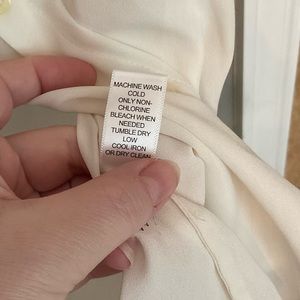 MACHINE WASH
COLD
ONLY NON-
CHLORINE
BLEACH WHEN
NEEDED
TUMBLE DRY
LOW
COOL IRON
OR DRY CLEAN